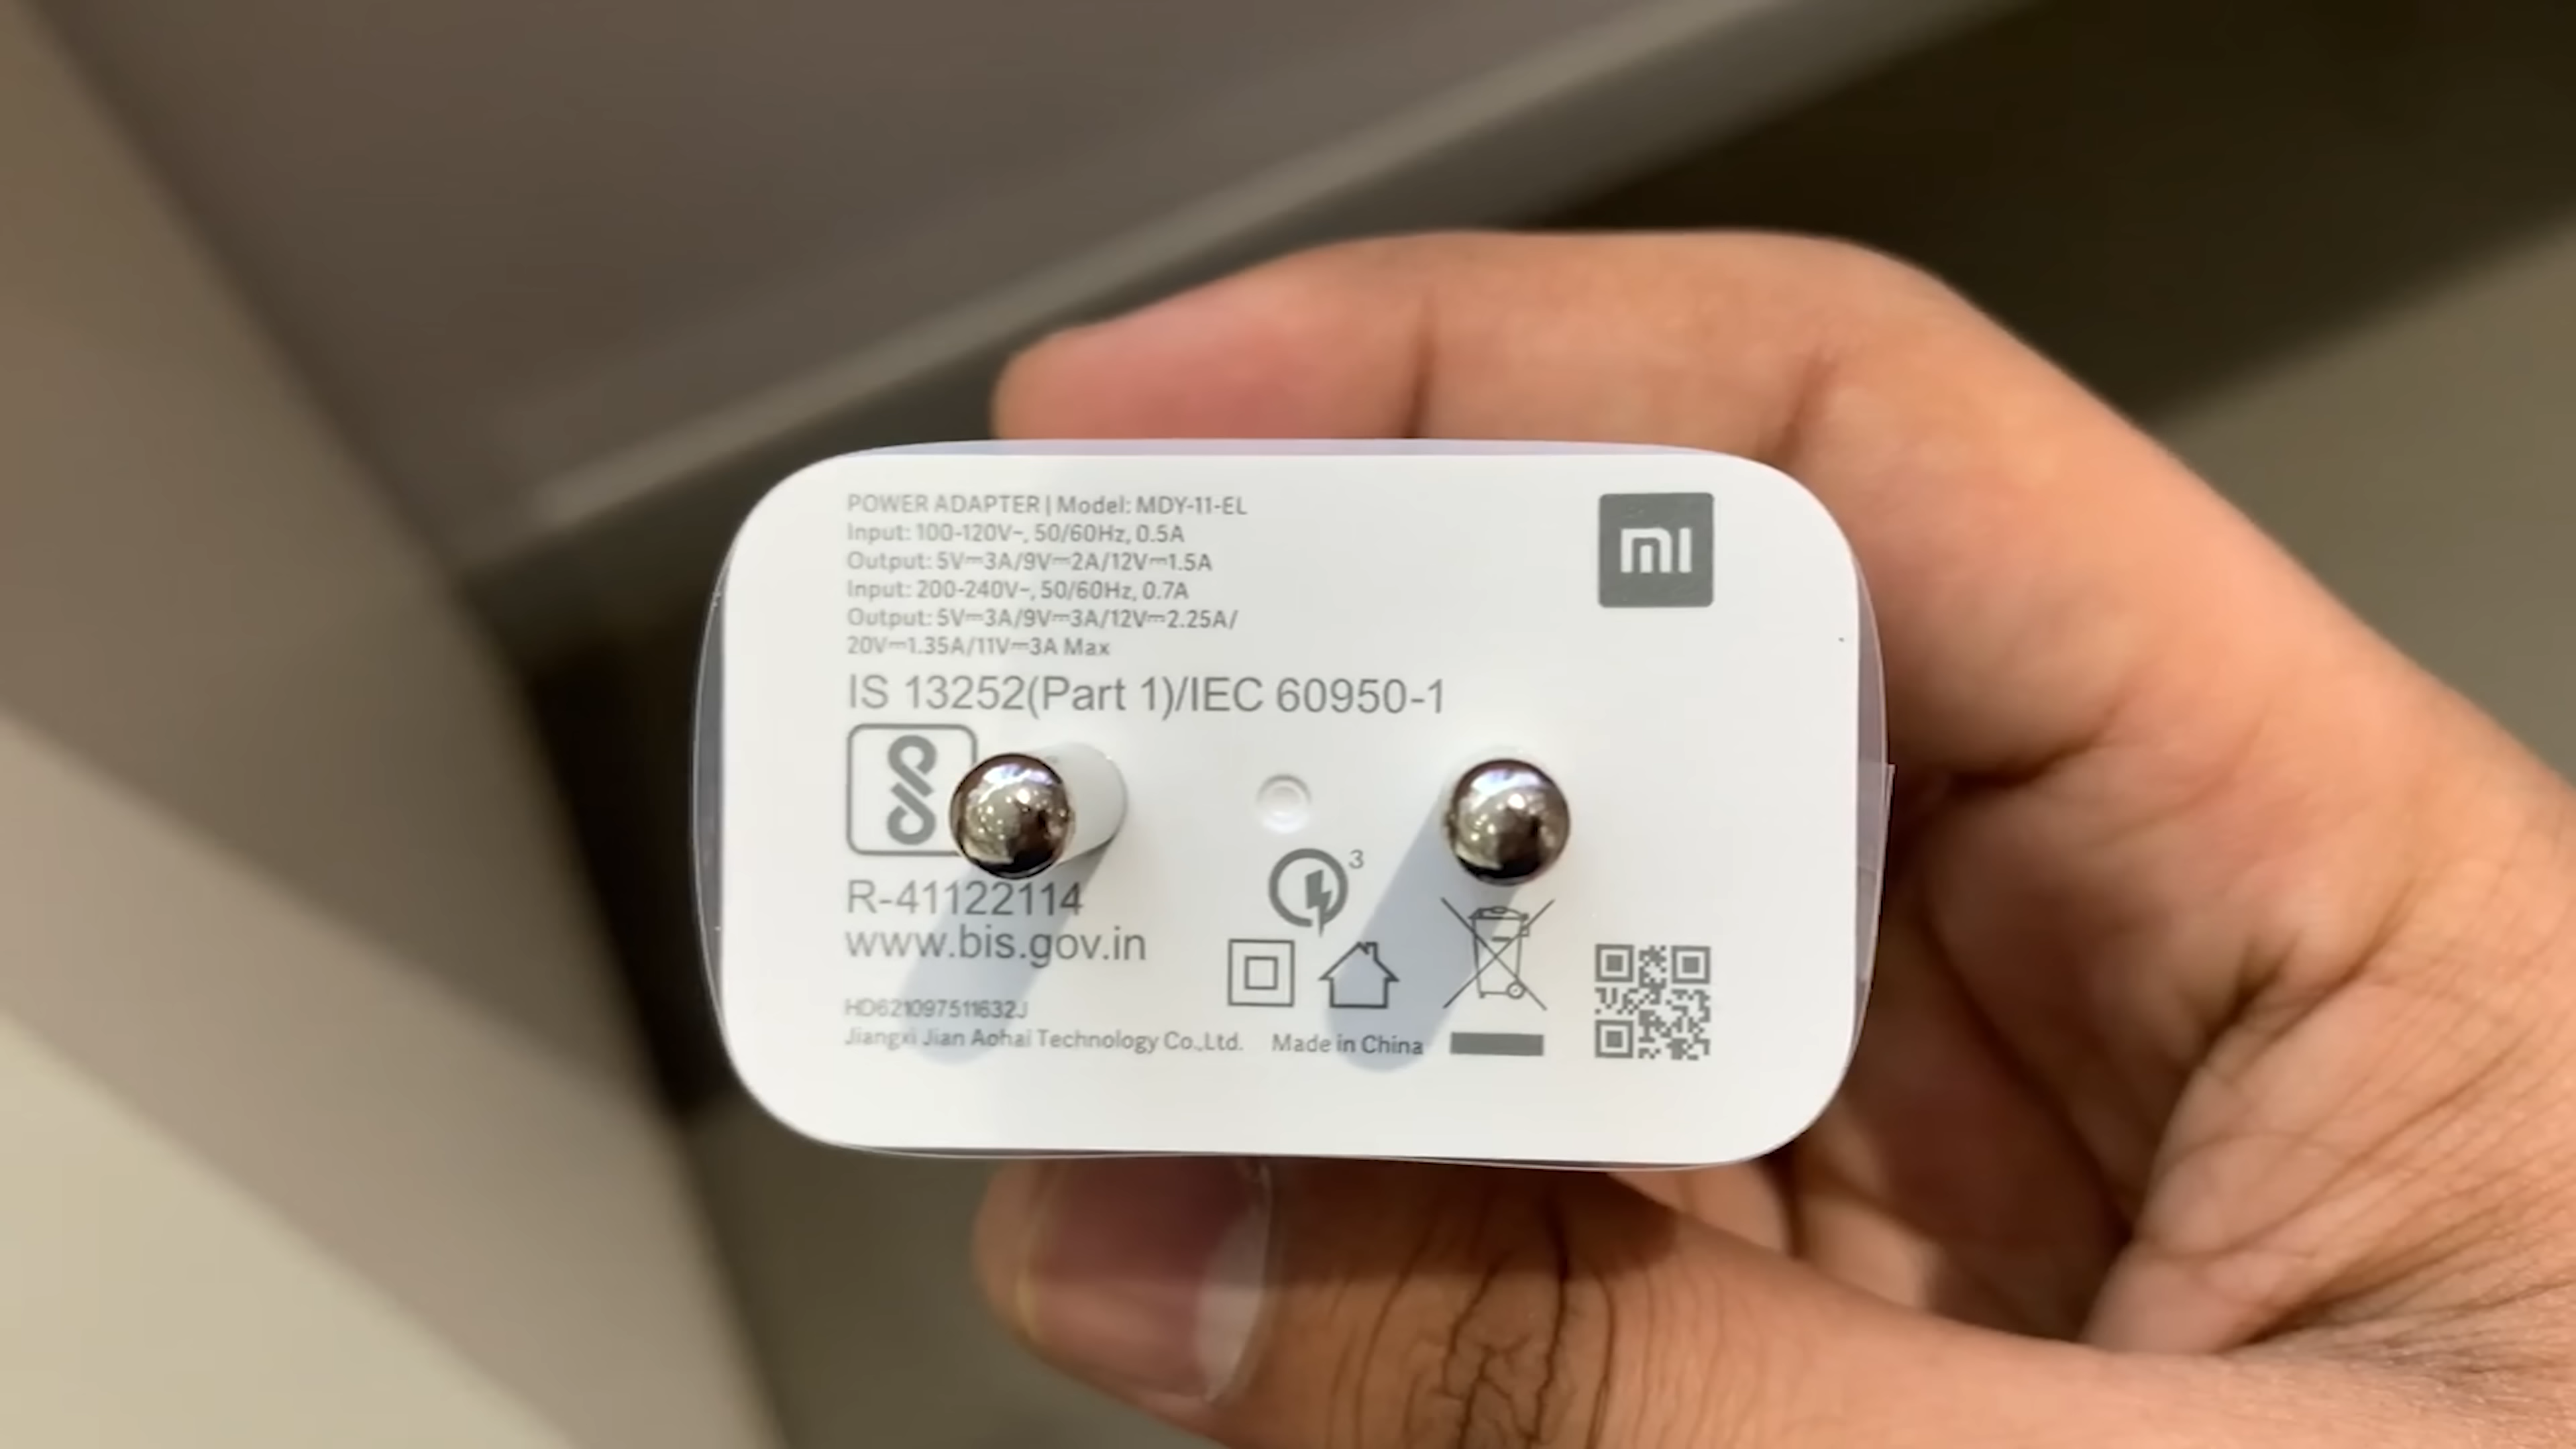 POWER ADAPTER | Model: MDY-11-EL
Input: 100-120V~, 50/60Hz, 0.5A
Output: 5V⎓3A/9V⎓2A/12V⎓1.5A
Input: 200-240V~, 50/60Hz, 0.7A
Output: 5V⎓3A/9V⎓3A/12V⎓2.25A/
20V⎓1.35A/11V⎓3A Max
mi
IS 13252(Part 1)/IEC 60950-1
3
R-41122114
www.bis.gov.in
HD621097511632J
Jiangxi Jian Aohai Technology Co.,Ltd. Made in China